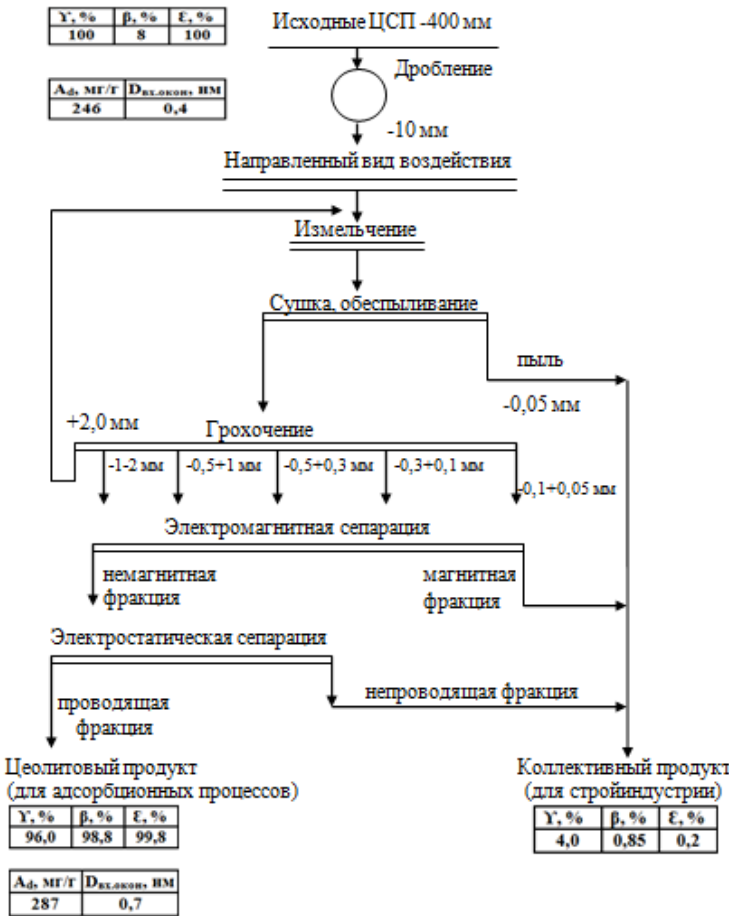 ϒ, % β, % Ɛ, %
100 8 100
Исходные ЦСП -400 мм
Дробление
A_d, мг/г D_вх.окон, нм
246 0,4
-10 мм
Направленный вид воздействия
Измельчение
Сушка, обеспыливание
пыль
-0,05 мм
+2,0 мм
Грохочение
-1-2 мм -0,5+1 мм -0,5+0,3 мм -0,3+0,1 мм
-0,1+0,05 мм
Электромагнитная сепарация
немагнитная
фракция
магнитная
фракция
Электростатическая сепарация
непроводящая фракция
проводящая
фракция
Цеолитовый продукт
(для адсорбционных процессов)
ϒ, % β, % Ɛ, %
96,0 98,8 99,8
A_d, мг/г D_вх.окон, нм
287 0,7
Коллективный продукт
(для стройиндустрии)
ϒ, % β, % Ɛ, %
4,0 0,85 0,2